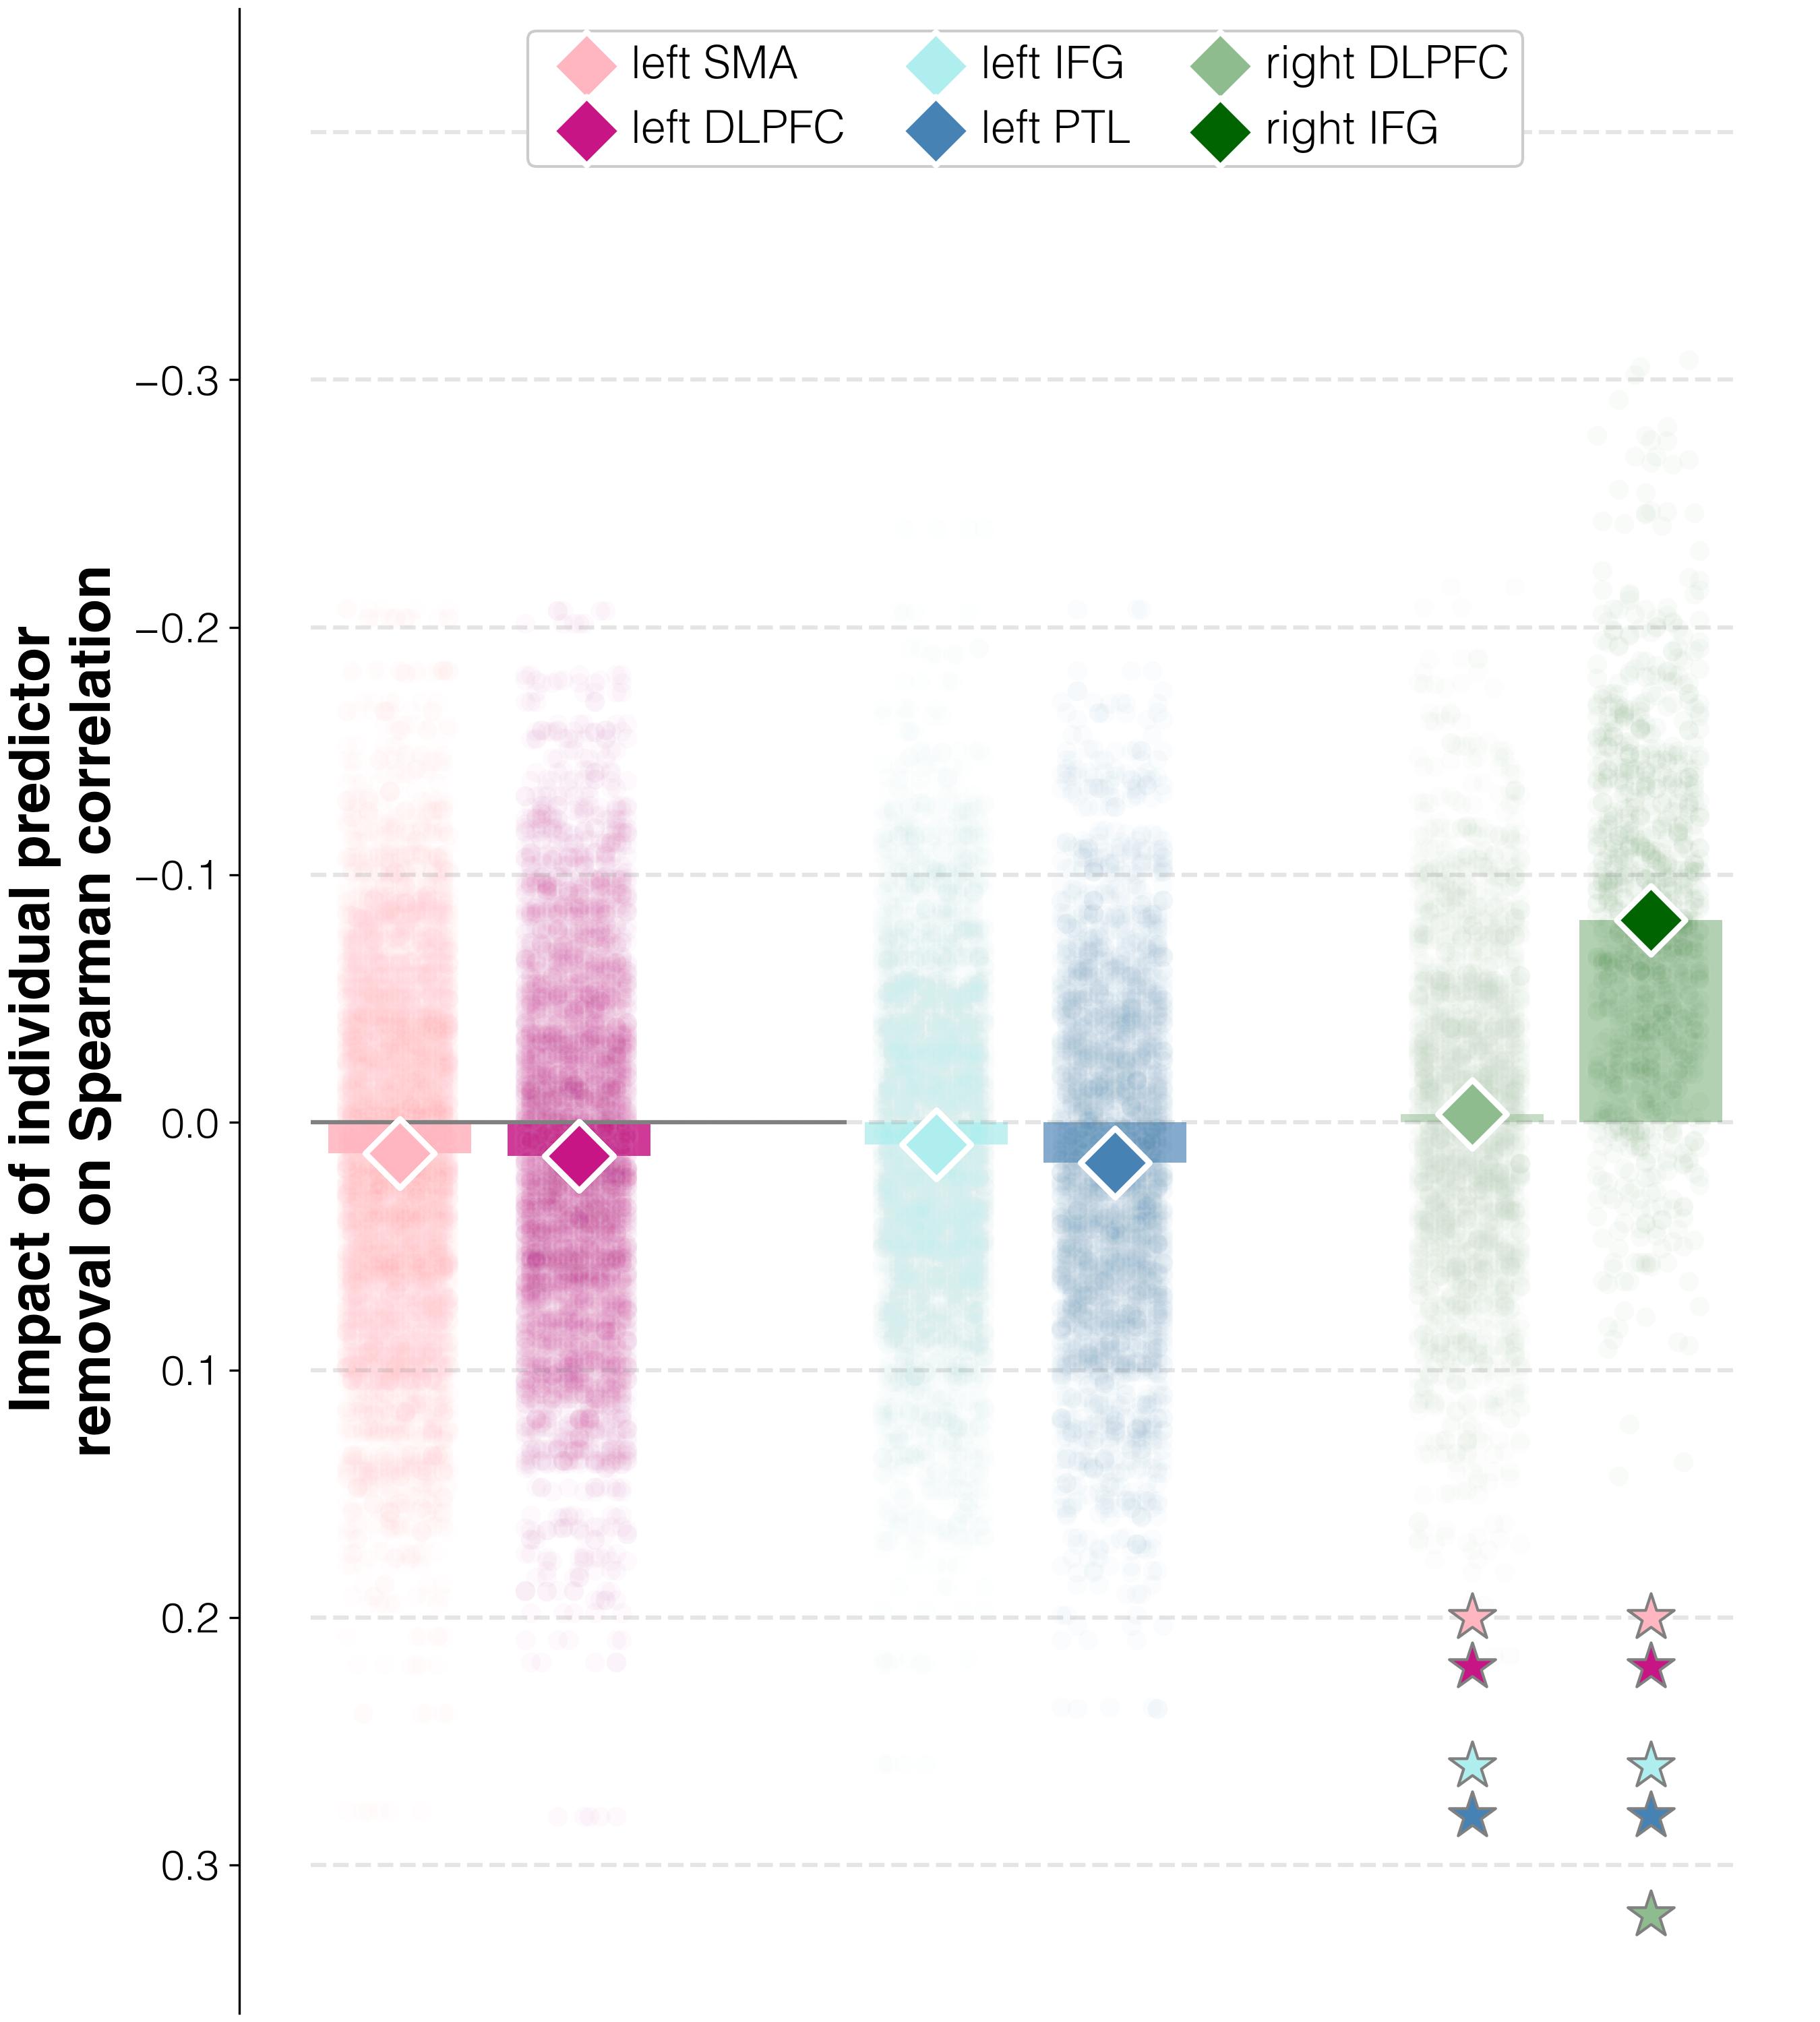 left SMA
left IFG
right DLPFC
left DLPFC
left PTL
right IFG
Impact of individual predictor
removal on Spearman correlation
−0.3
−0.2
−0.1
0.0
0.1
0.2
0.3